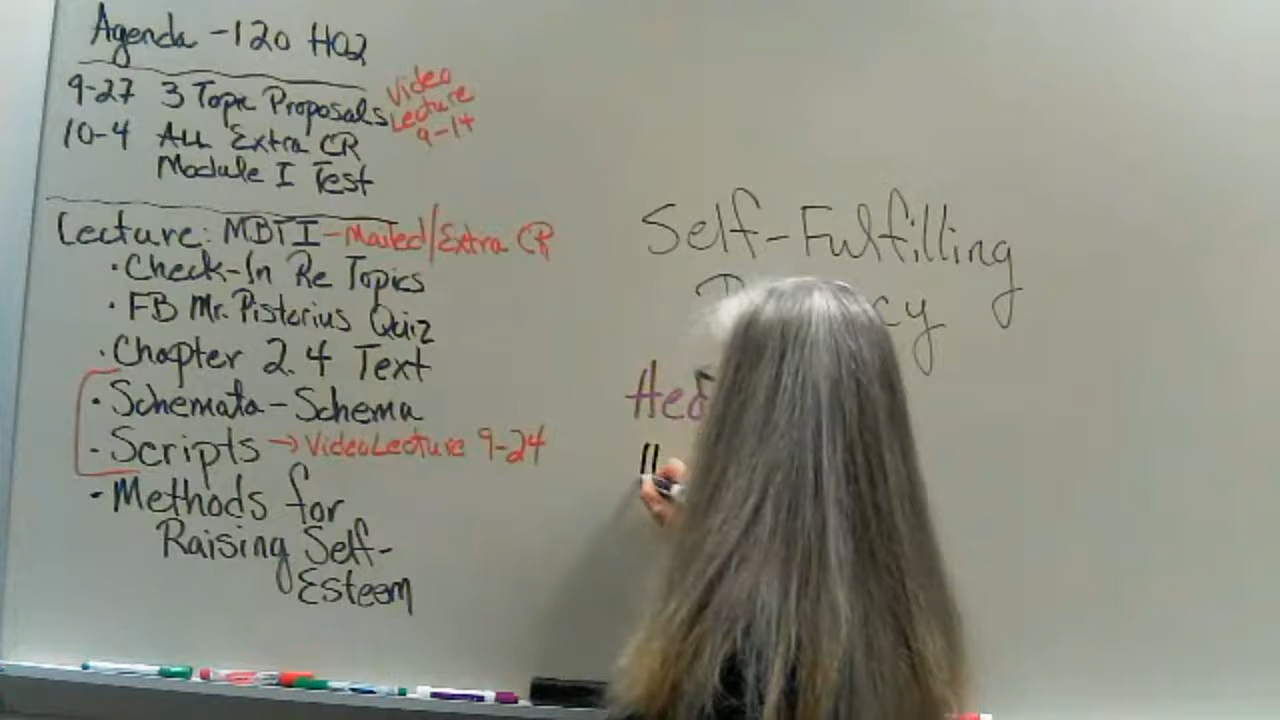 Agenda -120 HO2
9-27 3 Topic Proposals
Video
Lecture
9-14
10-4 ALL Extra CR
Module I Test
Lecture: MBTI-Mailed/Extra CR
·Check-In Re Topics
·FB Mr. Pistorius Quiz
·Chapter 2.4 Text
·Schemata-Schema
·Scripts →Video Lecture 9-24
·Methods for
Raising Self-
Esteem
Self-Fulfilling